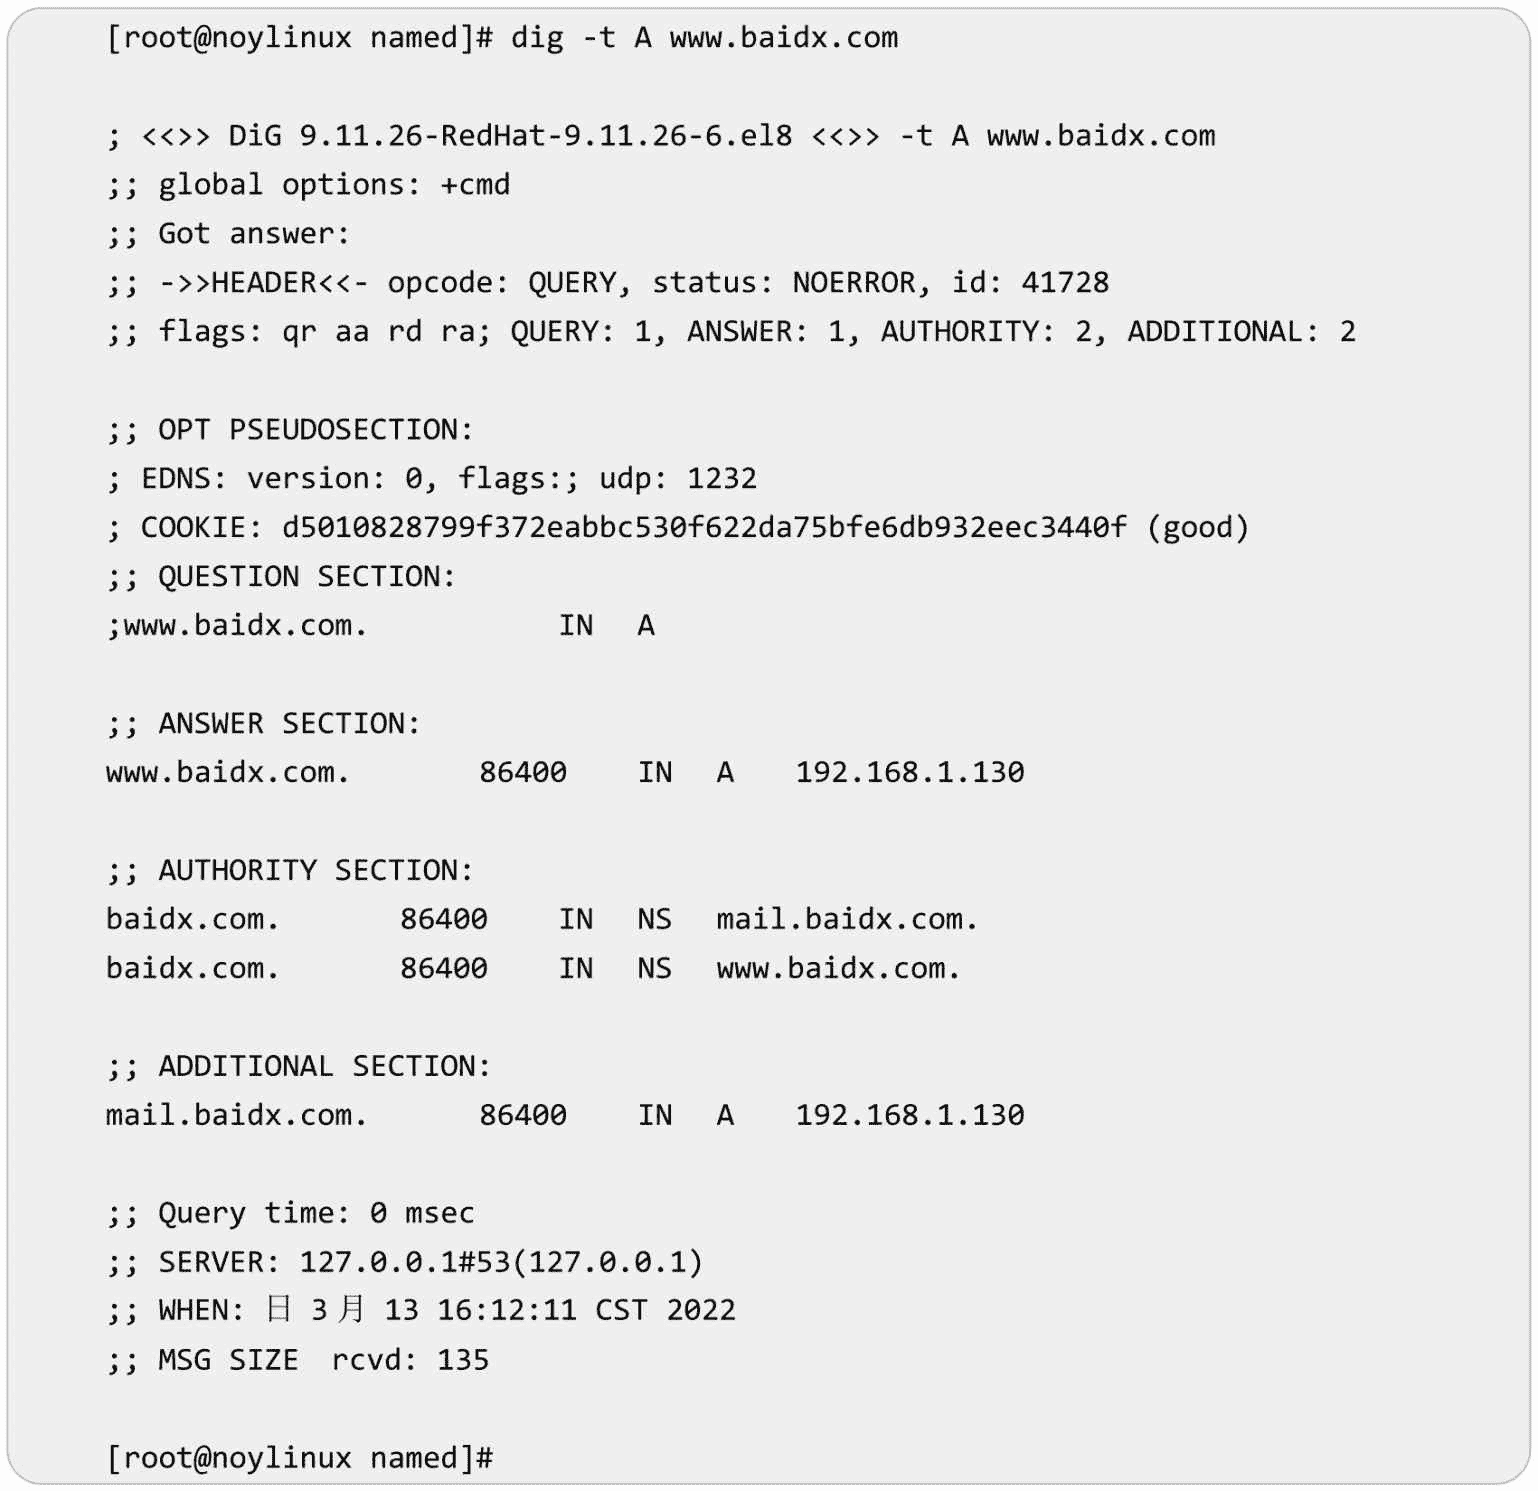 [root@noylinux named]# dig -t A www.baidx.com
; <<>> DiG 9.11.26-RedHat-9.11.26-6.el8 <<>> -t A www.baidx.com
;; global options: +cmd
;; Got answer:
;; ->>HEADER<<- opcode: QUERY, status: NOERROR, id: 41728
;; flags: qr aa rd ra; QUERY: 1, ANSWER: 1, AUTHORITY: 2, ADDITIONAL: 2
;; OPT PSEUDOSECTION:
; EDNS: version: 0, flags:; udp: 1232
; COOKIE: d5010828799f372eabbc530f622da75bfe6db932eec3440f (good)
;; QUESTION SECTION:
;www.baidx.com. IN A
;; ANSWER SECTION:
www.baidx.com. 86400 IN A 192.168.1.130
;; AUTHORITY SECTION:
baidx.com. 86400 IN NS mail.baidx.com.
baidx.com. 86400 IN NS www.baidx.com.
;; ADDITIONAL SECTION:
mail.baidx.com. 86400 IN A 192.168.1.130
;; Query time: 0 msec
;; SERVER: 127.0.0.1#53(127.0.0.1)
;; WHEN: 日 3月 13 16:12:11 CST 2022
;; MSG SIZE  rcvd: 135
[root@noylinux named]#